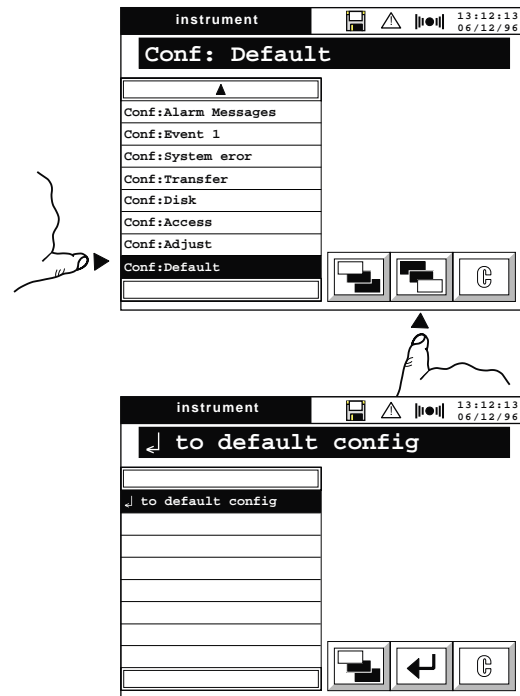 instrument 13:12:13
06/12/96
Conf: Default
Conf:Alarm Messages
Conf:Event 1
Conf:System eror
Conf:Transfer
Conf:Disk
Conf:Access
Conf:Adjust
Conf:Default
C
instrument 13:12:13
06/12/96
↲ to default config
↲ to default config
C